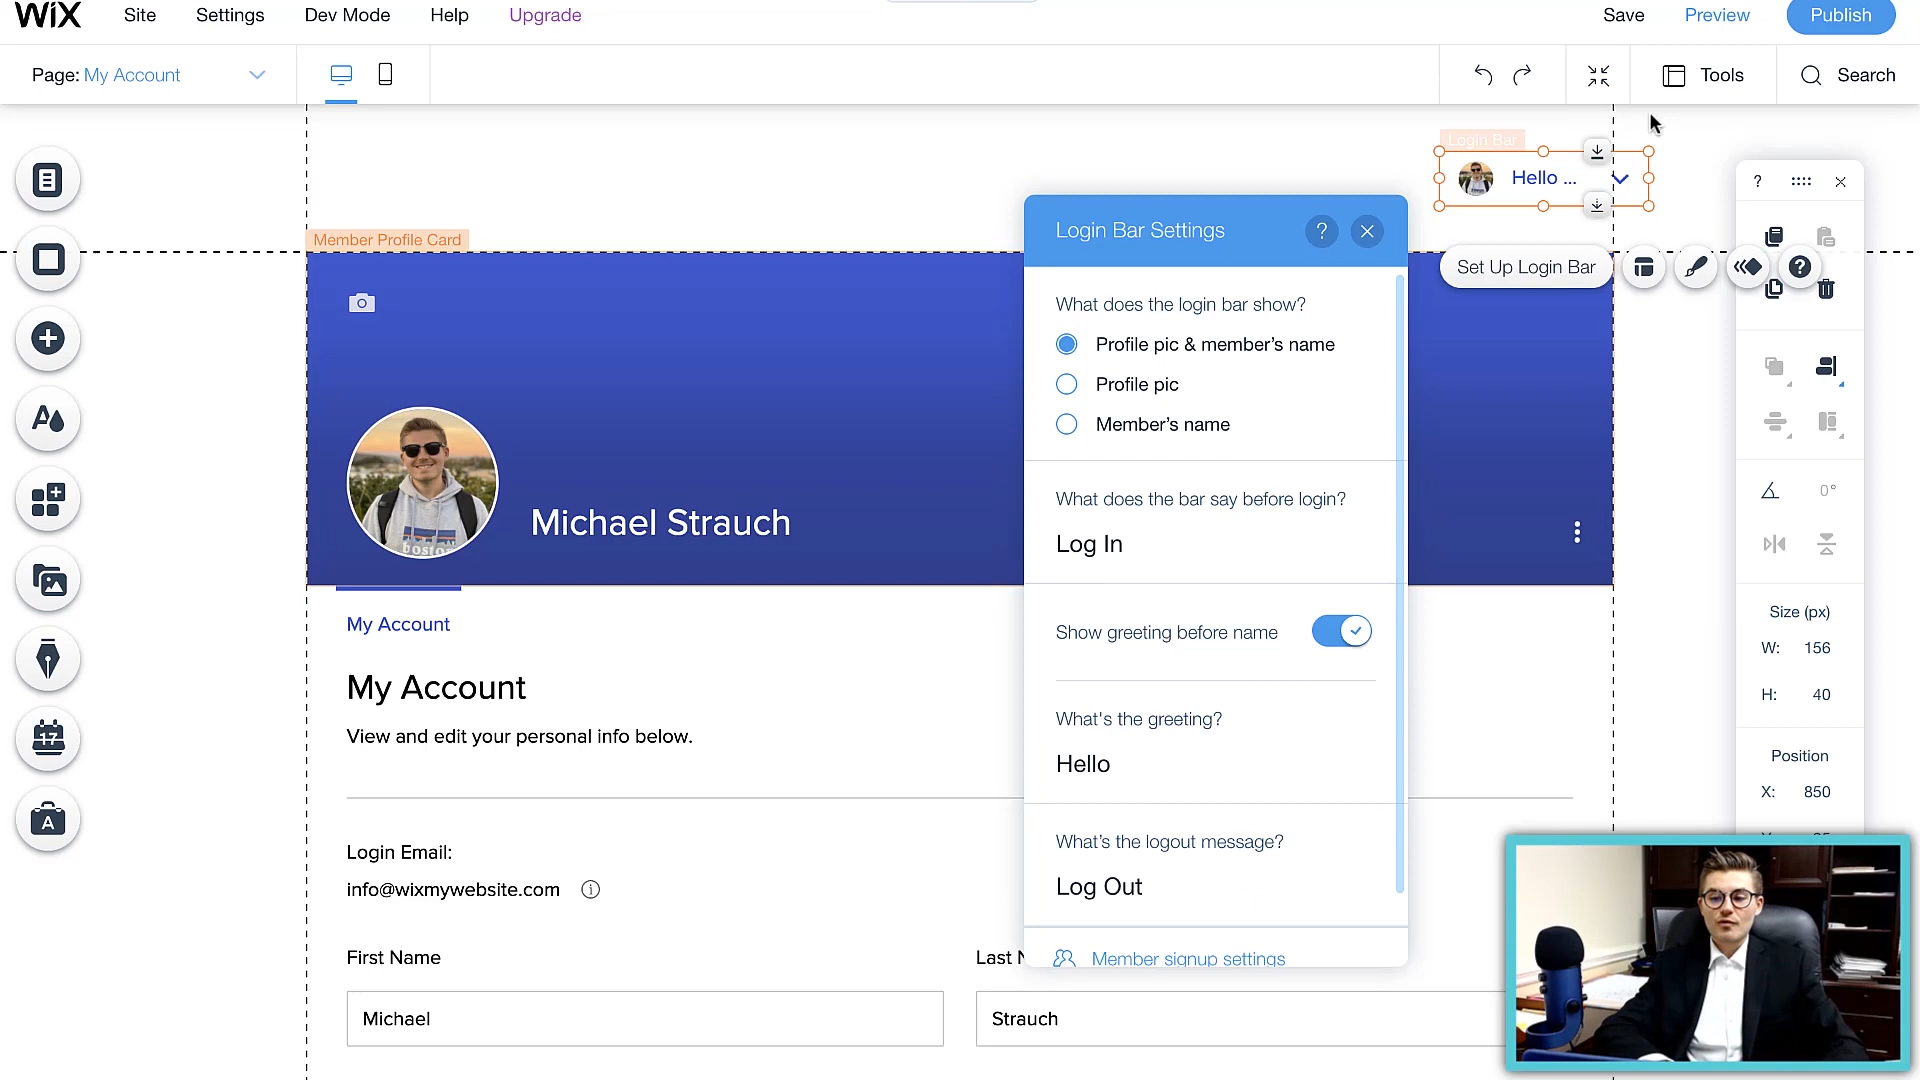 WiX
Site
Settings
Dev Mode
Help
Upgrade
Save
Preview
Publish
Page: My Account
Tools
Search
Login Bar
Hello ...
Member Profile Card
Login Bar Settings
?
?
Set Up Login Bar
?
What does the login bar show?
Profile pic & member's name
Profile pic
Member's name
What does the bar say before login?
Log In
Show greeting before name
What's the greeting?
Hello
What's the logout message?
Log Out
Member signup settings
Michael Strauch
My Account
My Account
View and edit your personal info below.
Login Email:
info@wixmywebsite.com
First Name
Michael
Strauch
0°
Size (px)
W: 156
H: 40
Position
X: 850
17
A